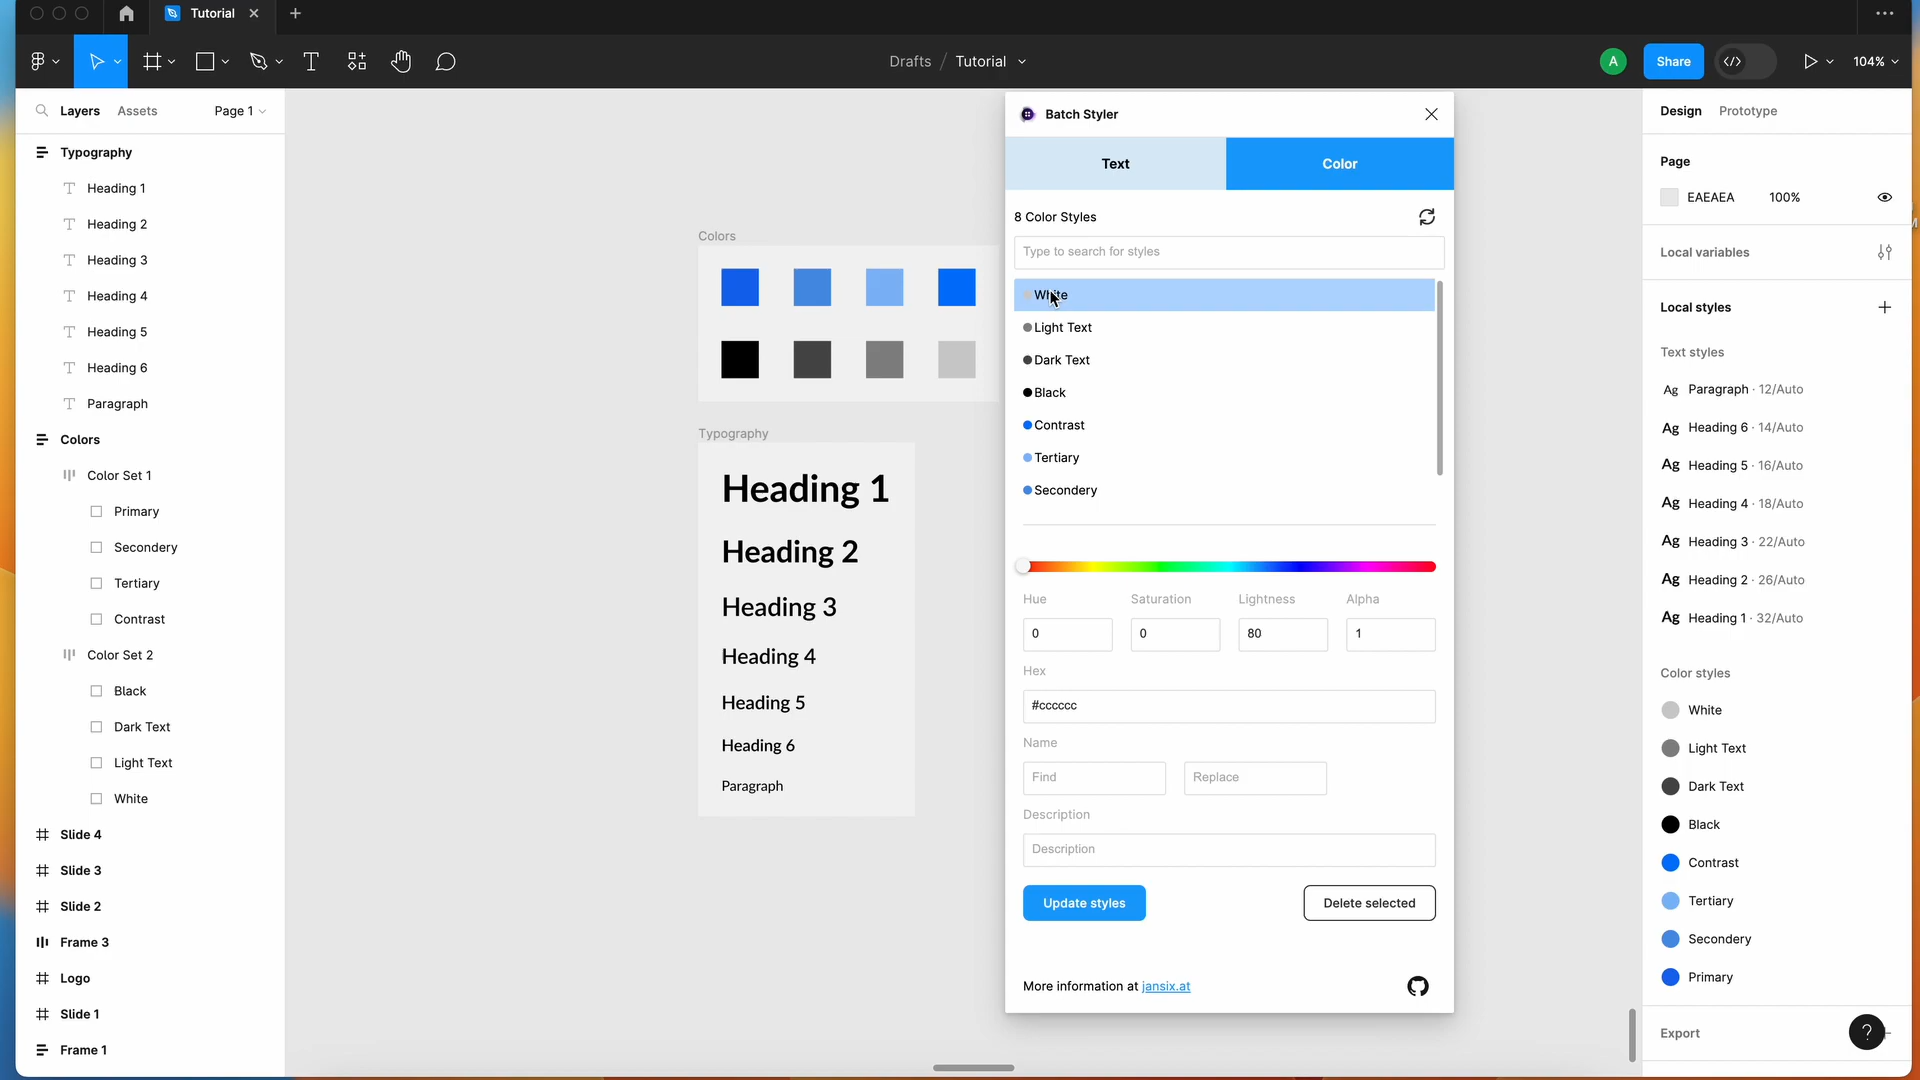 Tutorial
Drafts / Tutorial
A
Share
104%
Layers
Assets
Page 1
Typography
Heading 1
Heading 2
Heading 3
Heading 4
Heading 5
Heading 6
Paragraph
Colors
Color Set 1
Primary
Secondery
Tertiary
Contrast
Color Set 2
Black
Dark Text
Light Text
White
Slide 4
Slide 3
Slide 2
Frame 3
Logo
Slide 1
Frame 1
Colors
Typography
Heading 1
Heading 2
Heading 3
Heading 4
Heading 5
Heading 6
Paragraph
Batch Styler
Text
Color
8 Color Styles
Type to search for styles
White
Light Text
Dark Text
Black
Contrast
Tertiary
Secondery
Hue
Saturation
Lightness
Alpha
0
0
80
1
Hex
#cccccc
Name
Find
Replace
Description
Description
Update styles
Delete selected
More information at jansix.at
Design
Prototype
Page
EAEAEA
100%
Local variables
Local styles
Text styles
Ag Paragraph · 12/Auto
Ag Heading 6 · 14/Auto
Ag Heading 5 · 16/Auto
Ag Heading 4 · 18/Auto
Ag Heading 3 · 22/Auto
Ag Heading 2 · 26/Auto
Ag Heading 1 · 32/Auto
Color styles
White
Light Text
Dark Text
Black
Contrast
Tertiary
Secondery
Primary
Export
?